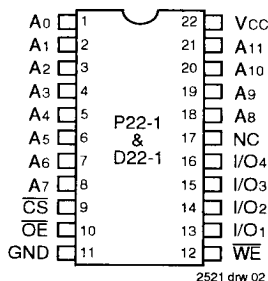 A0 1 22 VCC
A1 2 21 A11
A2 3 20 A10
A3 4 19 A9
A4 5 P22-1 18 A8
A5 6 & 17 NC
A6 7 D22-1 16 I/O4
A7 8 15 I/O3
CS 9 14 I/O2
OE 10 13 I/O1
GND 11 12 WE
2521 drw 02